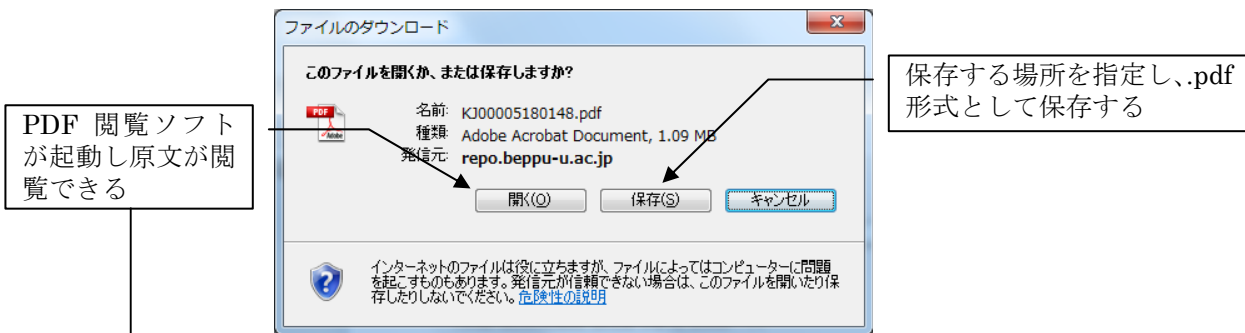 ファイルのダウンロード
このファイルを開くか、または保存しますか?
PDF
Adobe
名前: KJ00005180148.pdf
種類: Adobe Acrobat Document, 1.09 MB
発信元: repo.beppu-u.ac.jp
開く(O) 保存(S) キャンセル
インターネットのファイルは役に立ちますが、ファイルによってはコンピューターに問題
を起こすものもあります。発信元が信頼できない場合は、このファイルを開いたり保
存したりしないでください。危険性の説明
PDF 閲覧ソフト
が起動し原文が閲
覧できる
保存する場所を指定し、.pdf
形式として保存する